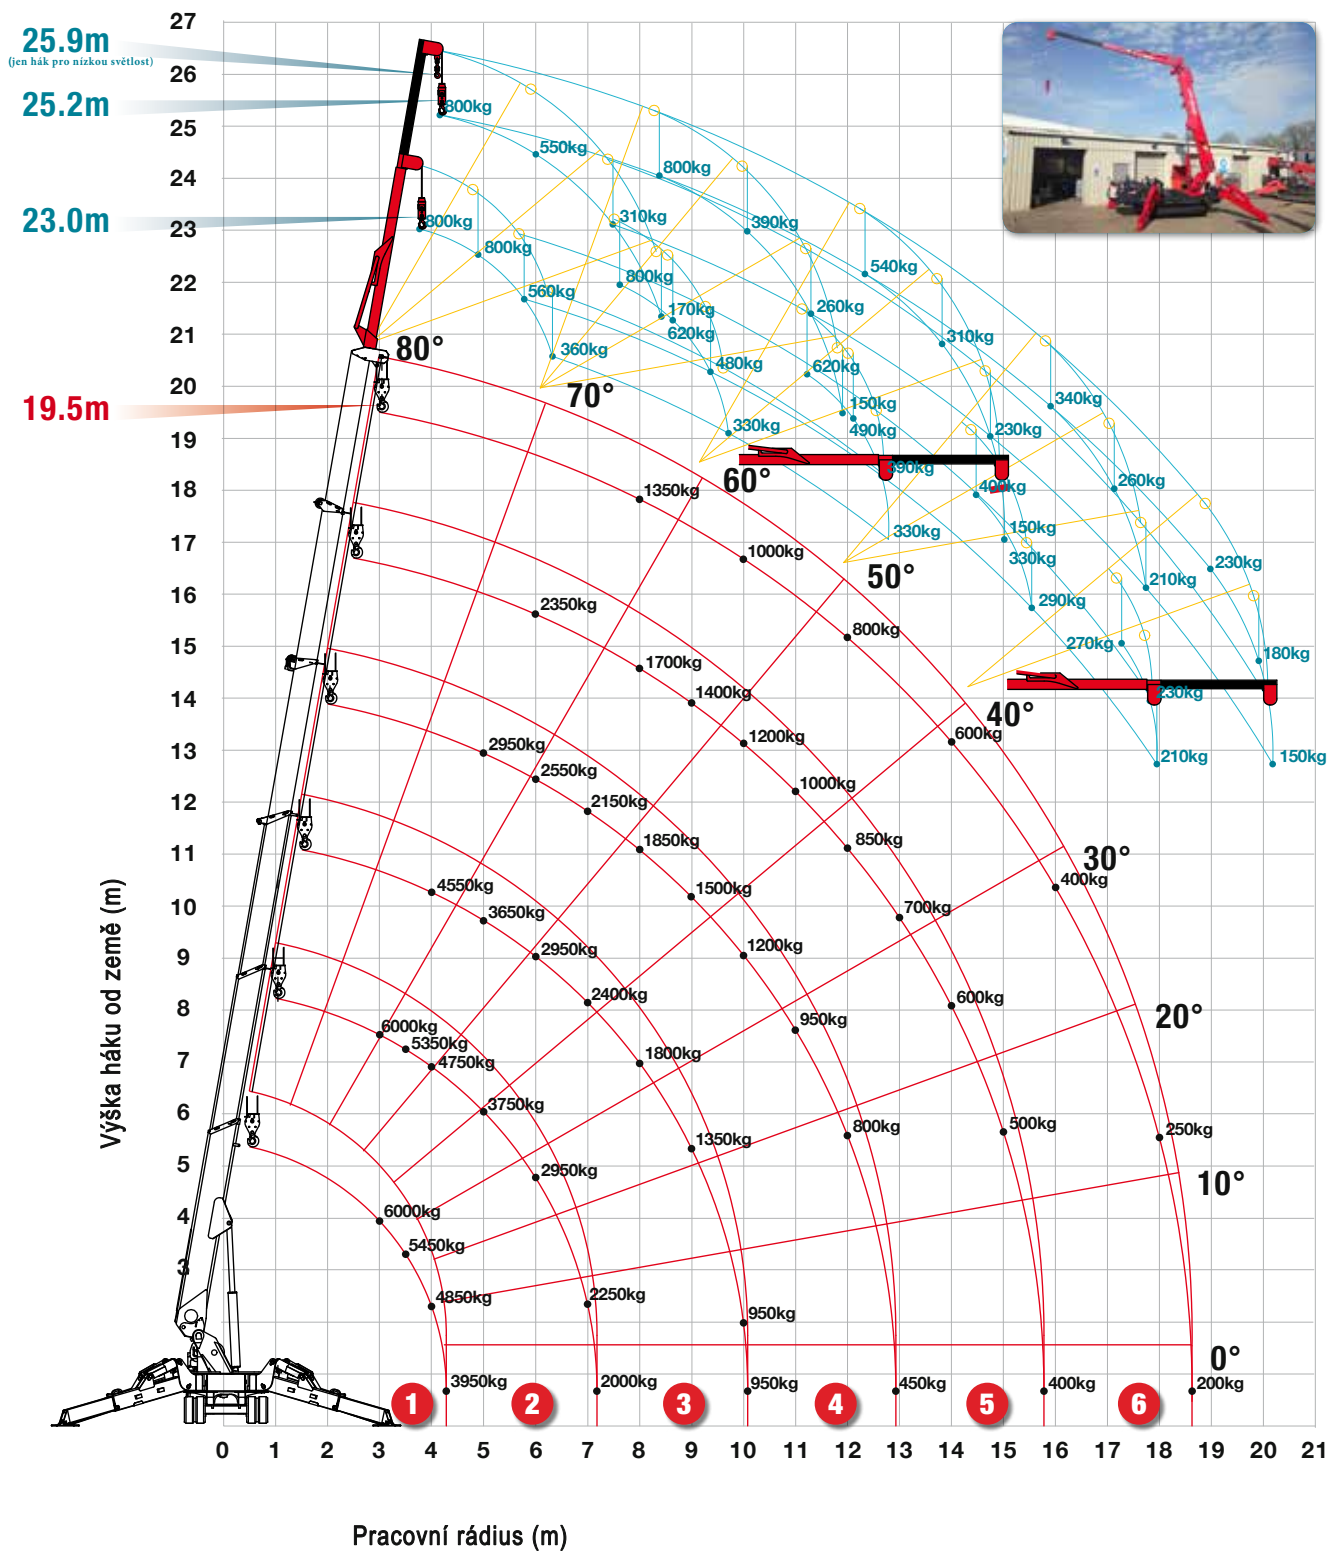 27
25.9m
(jen hák pro nízkou světlost)
26
25.2m
800kg
25
550kg
24
800kg
23.0m
23
800kg
310kg
390kg
800kg
540kg
22
800kg
560kg
260kg
170kg
620kg
310kg
21
80°
360kg
480kg
620kg
20
70°
150kg
340kg
19.5m
330kg
490kg
230kg
19
60°
390kg
400kg
260kg
18
1350kg
150kg
330kg
330kg
17
1000kg
50°
230kg
210kg
16
2350kg
290kg
800kg
15
1700kg
270kg
180kg
14
1400kg
230kg
40°
13
2950kg
1200kg
600kg
210kg
150kg
2550kg
1000kg
12
2150kg
1850kg
850kg
11
30°
4550kg
1500kg
400kg
10
3650kg
700kg
2950kg
1200kg
9
2400kg
600kg
8
6000kg
950kg
20°
5350kg
4750kg
1800kg
7
3750kg
6
1350kg
800kg
500kg
250kg
5
2950kg
10°
4
6000kg
5450kg
3
4850kg
2250kg
950kg
0°
3950kg
2000kg
950kg
450kg
400kg
200kg
1
2
3
4
5
6
0 1 2 3 4 5 6 7 8 9 10 11 12 13 14 15 16 17 18 19 20 21
Výška háku od země (m)
Pracovní rádius (m)